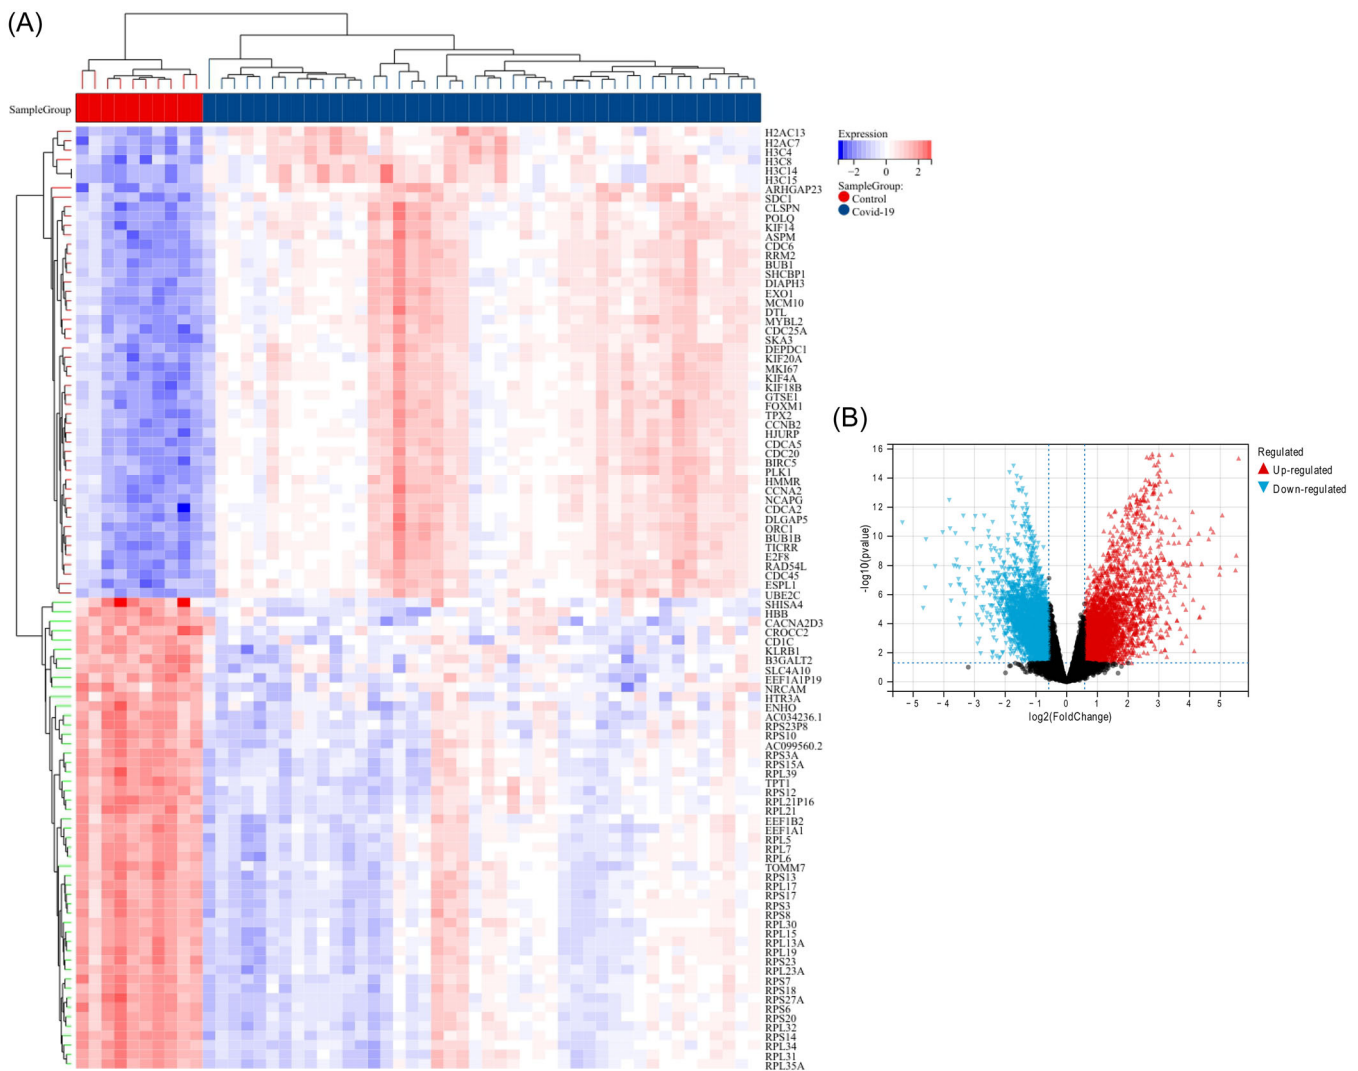 (A)
SampleGroup
H2AC13
H2AC7
H3C4
H3C8
H3C14
H3C15
ARHGAP23
SDC1
CLSPN
POLQ
KIF14
ASPM
CDC6
RRM2
BUB1
SHCBP1
DIAPH3
EXO1
MCM10
DTL
MYBL2
CDC25A
SKA3
DEPDC1
KIF20A
MKI67
KIF4A
KIF18B
GTSE1
FOXM1
TPX2
CCNB2
HJURP
CDCA5
CDC20
BIRC5
PLK1
HMMR
CCNA2
NCAPG
CDCA2
DLGAP5
ORC1
BUB1B
TICRR
E2F8
RAD54L
CDC45
ESPL1
UBE2C
SHISA4
HBB
CACNA2D3
CROCC2
CD1C
KLRB1
B3GALT2
SLC4A10
EEF1A1P19
NRCAM
HTR3A
ENHO
AC034236.1
RPS23P8
RPS10
AC099560.2
RPS3A
RPS15A
RPL39
TPT1
RPS12
RPL21P16
RPL21
EEF1B2
EEF1A1
RPL5
RPL7
RPL6
TOMM7
RPS13
RPL17
RPS17
RPS3
RPS8
RPL30
RPL15
RPL13A
RPL19
RPS23
RPL23A
RPS7
RPS18
RPS27A
RPS6
RPS20
RPL32
RPS14
RPL34
RPL31
RPL35A
Expression
−2 0 2
SampleGroup:
Control
Covid-19
(B)
16
14
12
10
8
6
4
2
0
-log10(pvalue)
−5 −4 −3 −2 −1 0 1 2 3 4 5
log2(FoldChange)
Regulated
Up-regulated
Down-regulated